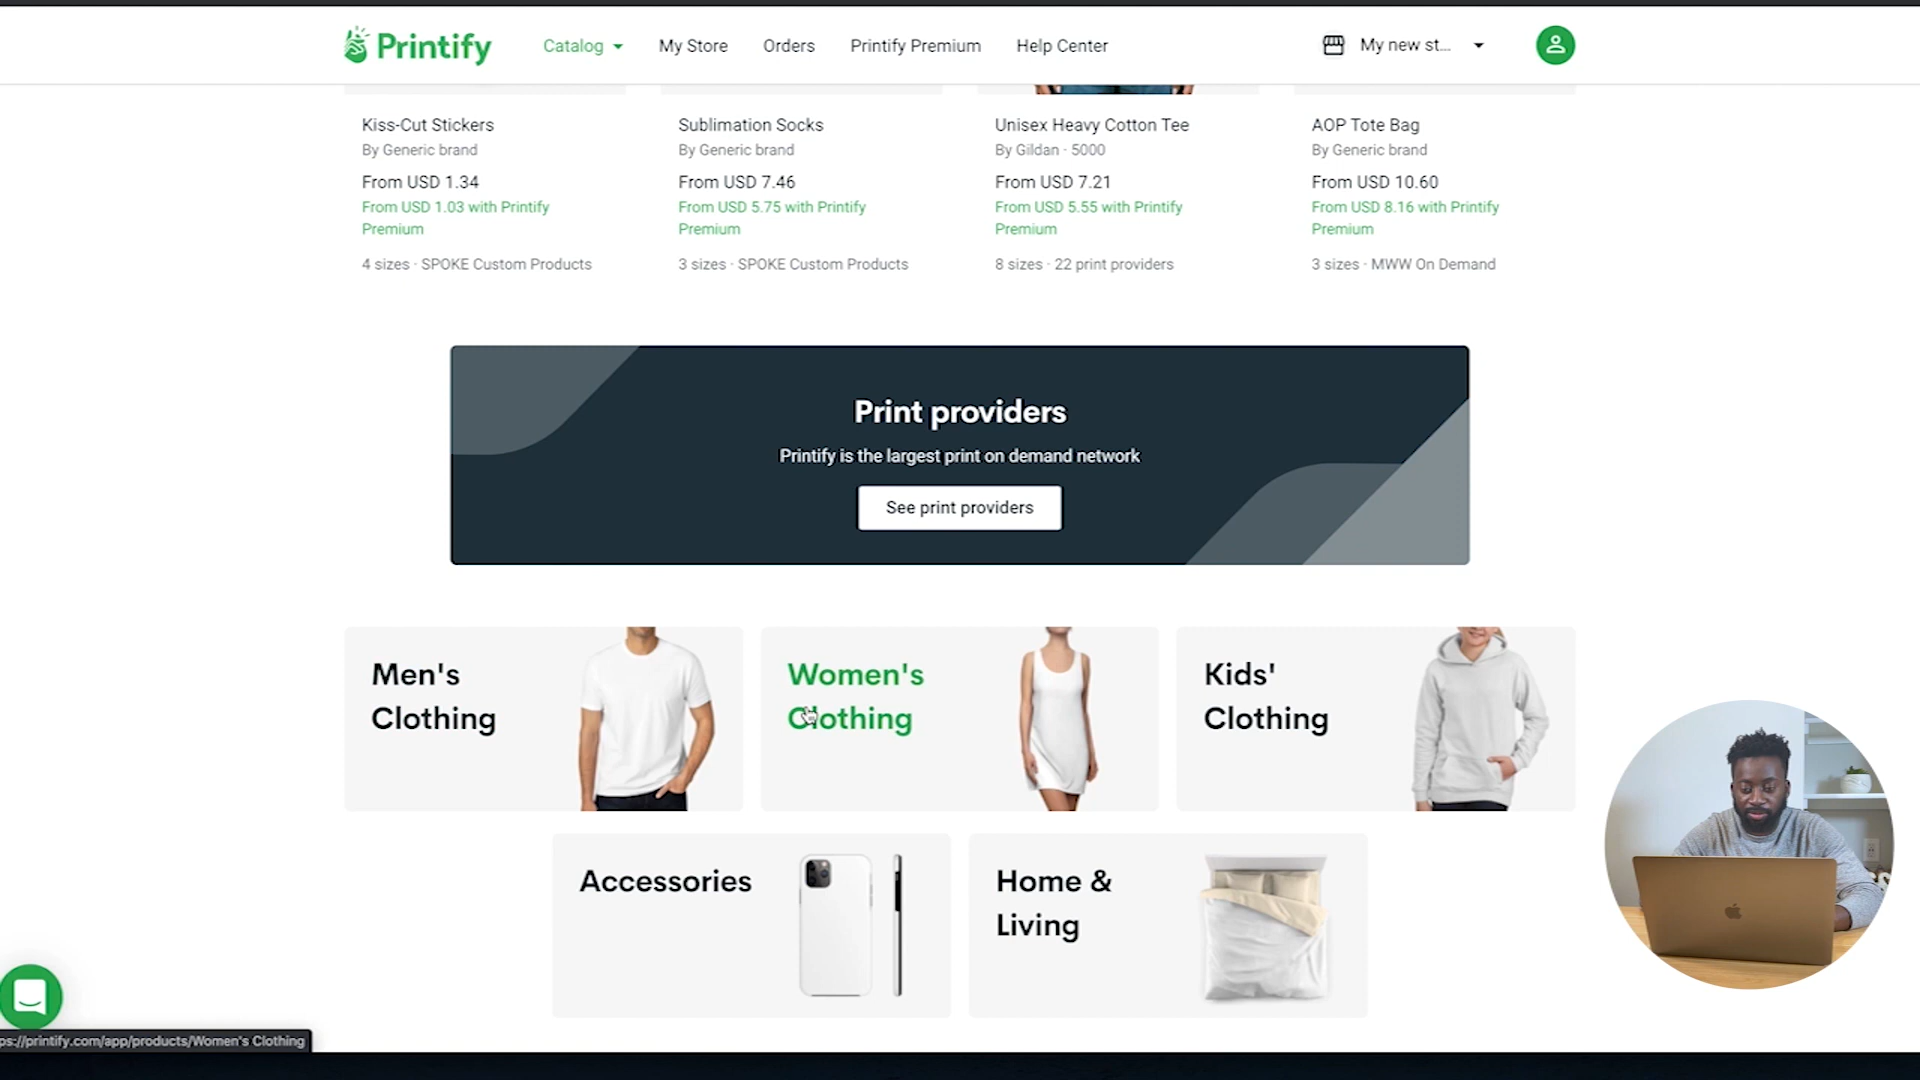 Printify
Catalog
My Store
Orders
Printify Premium
Help Center
My new st...
Kiss-Cut Stickers
By Generic brand
From USD 1.34
From USD 1.03 with Printify
Premium
4 sizes · SPOKE Custom Products
Sublimation Socks
By Generic brand
From USD 7.46
From USD 5.75 with Printify
Premium
3 sizes · SPOKE Custom Products
Unisex Heavy Cotton Tee
By Gildan · 5000
From USD 7.21
From USD 5.55 with Printify
Premium
8 sizes · 22 print providers
AOP Tote Bag
By Generic brand
From USD 10.60
From USD 8.16 with Printify
Premium
3 sizes · MWW On Demand
Print providers
Printify is the largest print on demand network
See print providers
Men's
Clothing
Women's
Clothing
Kids'
Clothing
Accessories
Home &
Living
ps://printify.com/app/products/Women's Clothing